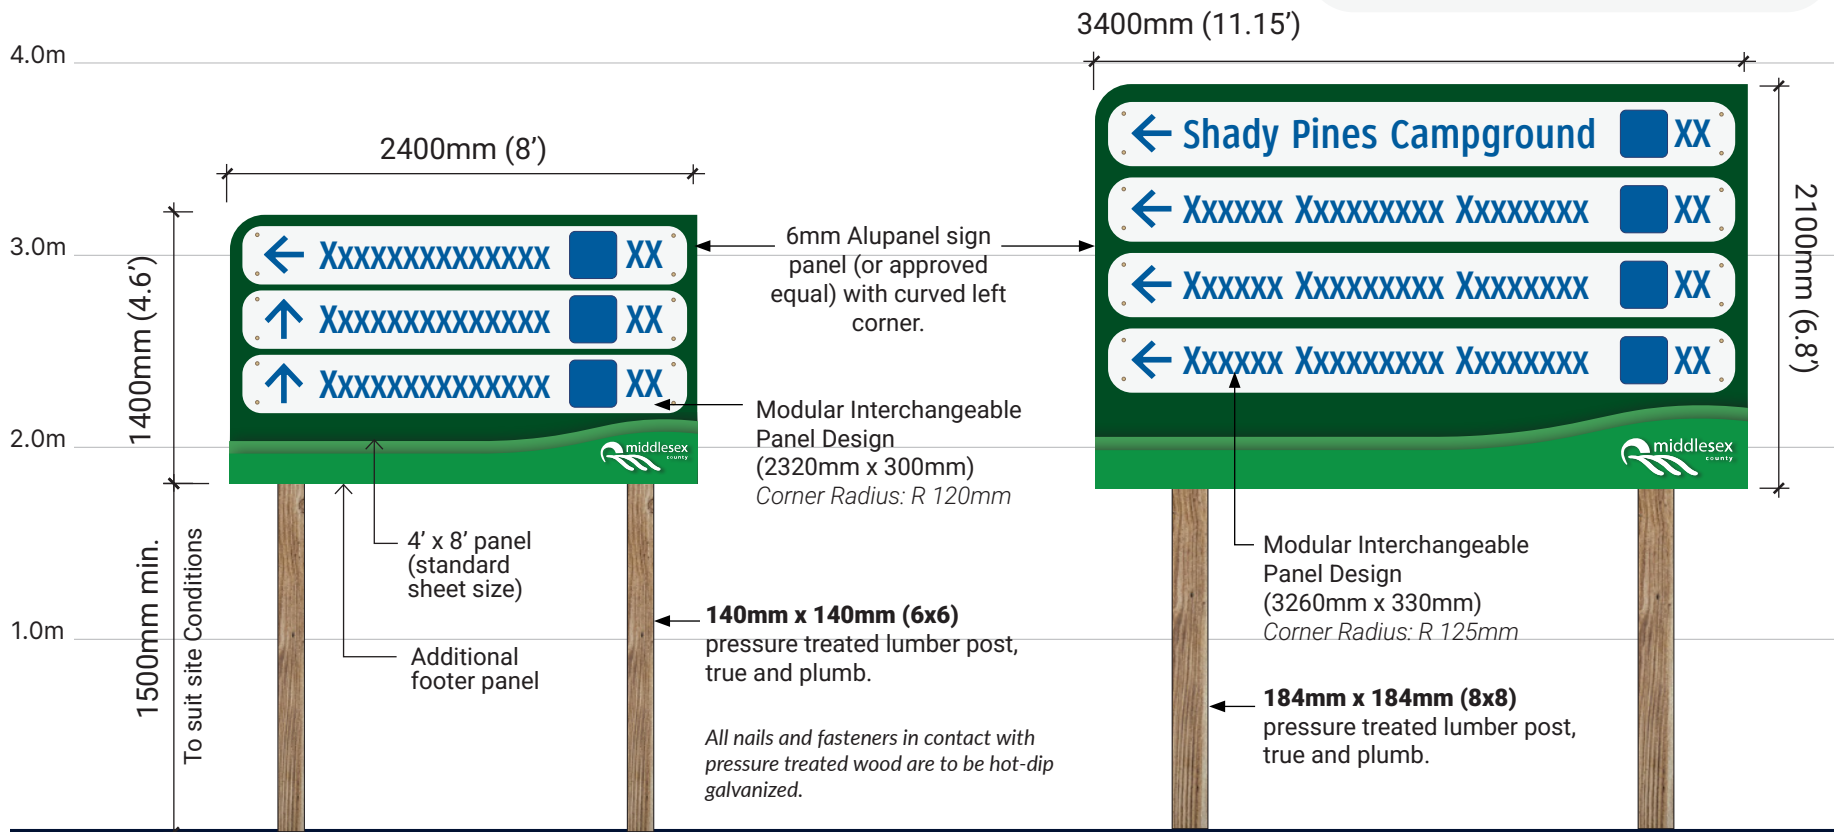 3400mm (11.15’)
4.0m
2400mm (8’)
← Shady Pines Campground XX
← Xxxxxx Xxxxxxxxx Xxxxxxxx XX
← Xxxxxx Xxxxxxxxx Xxxxxxxx XX
← Xxxxxx Xxxxxxxxx Xxxxxxxx XX
middlesex
county
2100mm (6.8’)
3.0m
1400mm (4.6’)
← Xxxxxxxxxxxxxx XX
↑ Xxxxxxxxxxxxxx XX
↑ Xxxxxxxxxxxxxx XX
middlesex
county
6mm Alupanel sign
panel (or approved
equal) with curved left
corner.
2.0m
Modular Interchangeable
Panel Design
(2320mm x 300mm)
Corner Radius: R 120mm
4’ x 8’ panel
(standard
sheet size)
Additional
footer panel
1500mm min.
To suit site Conditions
1.0m
140mm x 140mm (6x6)
pressure treated lumber post,
true and plumb.
All nails and fasteners in contact with
pressure treated wood are to be hot-dip
galvanized.
Modular Interchangeable
Panel Design
(3260mm x 330mm)
Corner Radius: R 125mm
184mm x 184mm (8x8)
pressure treated lumber post,
true and plumb.